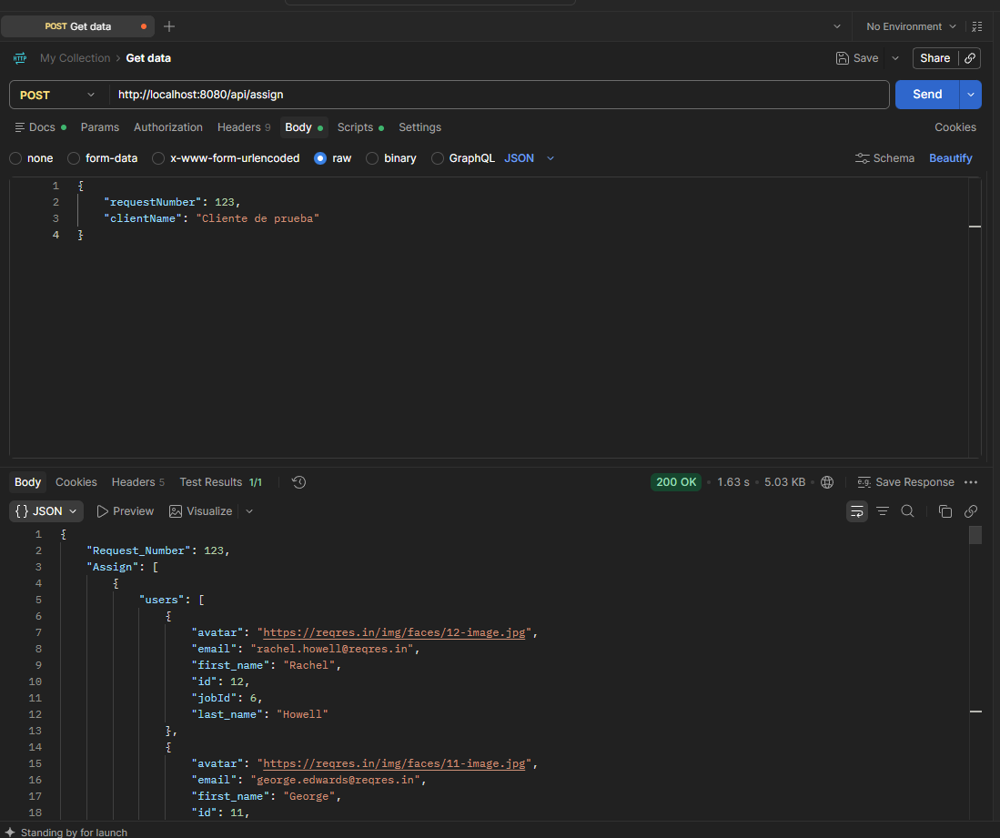 POST Get data
No Environment
HTTP My Collection > Get data
Save
Share
POST
http://localhost:8080/api/assign
Send
Docs Params Authorization Headers 9 Body Scripts Settings
Cookies
none form-data x-www-form-urlencoded raw binary GraphQL JSON
Schema Beautify
1 {
2 "requestNumber": 123,
3 "clientName": "Cliente de prueba"
4 }
Body Cookies Headers 5 Test Results 1/1
200 OK • 1.63 s • 5.03 KB •
e.g. Save Response
{} JSON Preview Visualize
1 {
2 "Request_Number": 123,
3 "Assign": [
4 {
5 "users": [
6 {
7 "avatar": "https://reqres.in/img/faces/12-image.jpg",
8 "email": "rachel.howell@reqres.in",
9 "first_name": "Rachel",
10 "id": 12,
11 "jobId": 6,
12 "last_name": "Howell"
13 },
14 {
15 "avatar": "https://reqres.in/img/faces/11-image.jpg",
16 "email": "george.edwards@reqres.in",
17 "first_name": "George",
18 "id": 11,
Standing by for launch